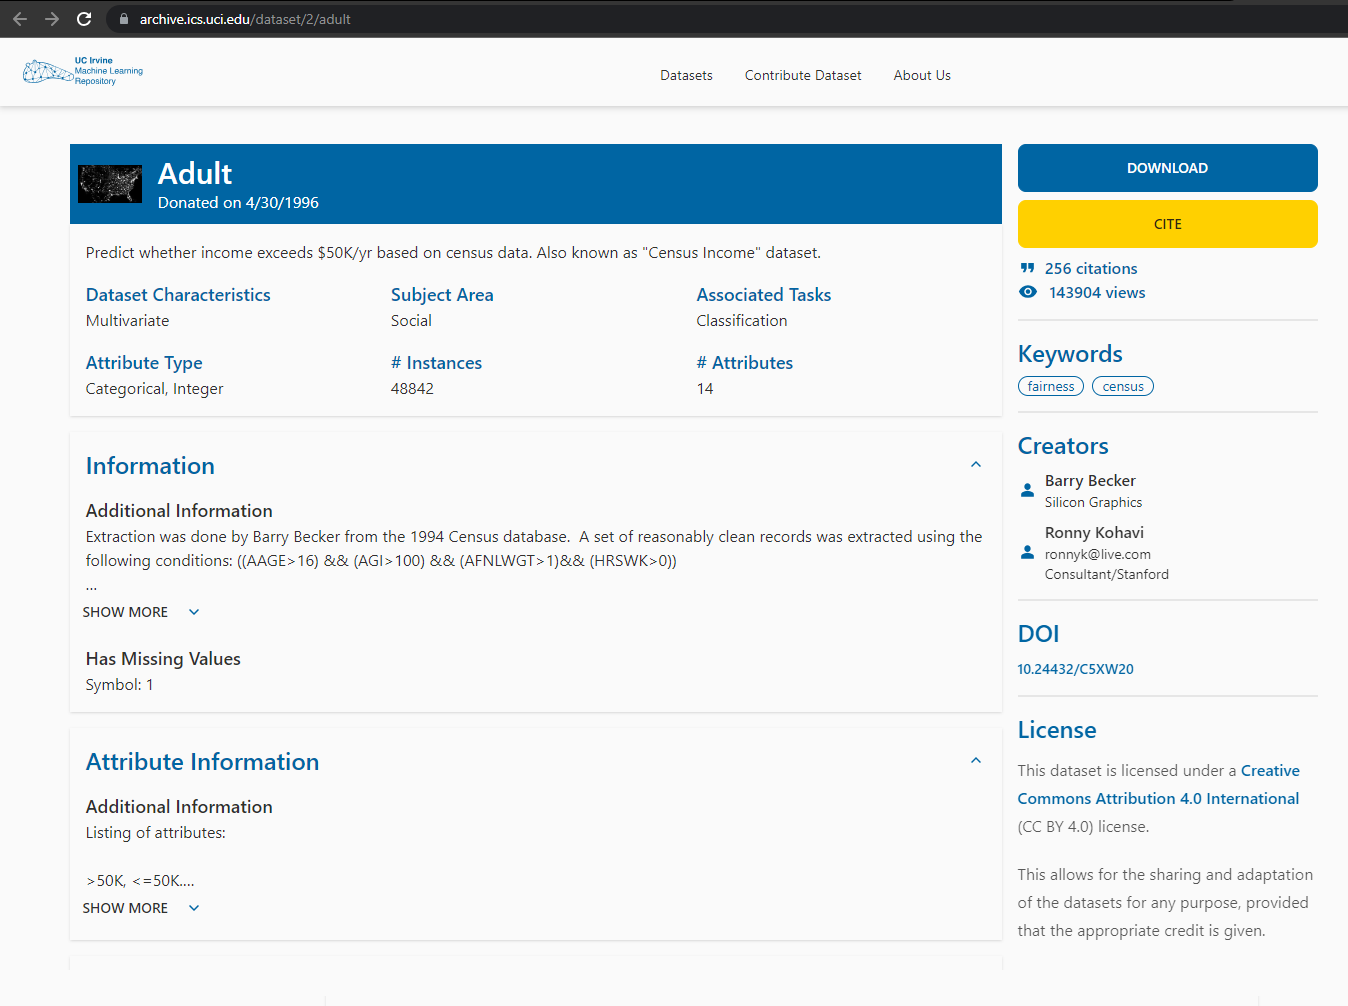 archive.ics.uci.edu/dataset/2/adult
UC Irvine
Machine Learning
Repository
Datasets
Contribute Dataset
About Us
Adult
Donated on 4/30/1996
Predict whether income exceeds $50K/yr based on census data. Also known as "Census Income" dataset.
Dataset Characteristics
Multivariate
Subject Area
Social
Associated Tasks
Classification
Attribute Type
Categorical, Integer
# Instances
48842
# Attributes
14
Information
Additional Information
Extraction was done by Barry Becker from the 1994 Census database.  A set of reasonably clean records was extracted using the
following conditions: ((AAGE>16) && (AGI>100) && (AFNLWGT>1)&& (HRSWK>0))
...
SHOW MORE
Has Missing Values
Symbol: 1
Attribute Information
Additional Information
Listing of attributes:
>50K, <=50K....
SHOW MORE
DOWNLOAD
CITE
256 citations
143904 views
Keywords
fairness
census
Creators
Barry Becker
Silicon Graphics
Ronny Kohavi
ronnyk@live.com
Consultant/Stanford
DOI
10.24432/C5XW20
License
This dataset is licensed under a Creative
Commons Attribution 4.0 International
(CC BY 4.0) license.
This allows for the sharing and adaptation
of the datasets for any purpose, provided
that the appropriate credit is given.